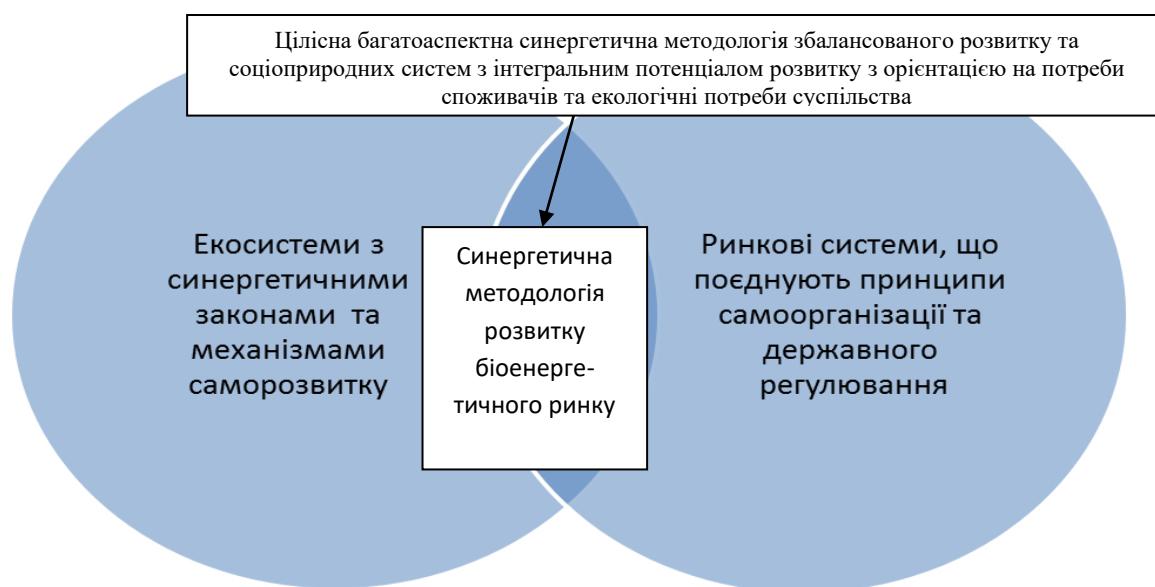 Цілісна багатоаспектна синергетична методологія збалансованого розвитку та
соціоприродних систем з інтегральним потенціалом розвитку з орієнтацією на потреби
споживачів та екологічні потреби суспільства
Екосистеми з
синергетичними
законами та
механізмами
саморозвитку
Синергетична
методологія
розвитку
біоенерге-
тичного ринку
Ринкові системи, що
поєднують принципи
самоорганізації та
державного
регулювання